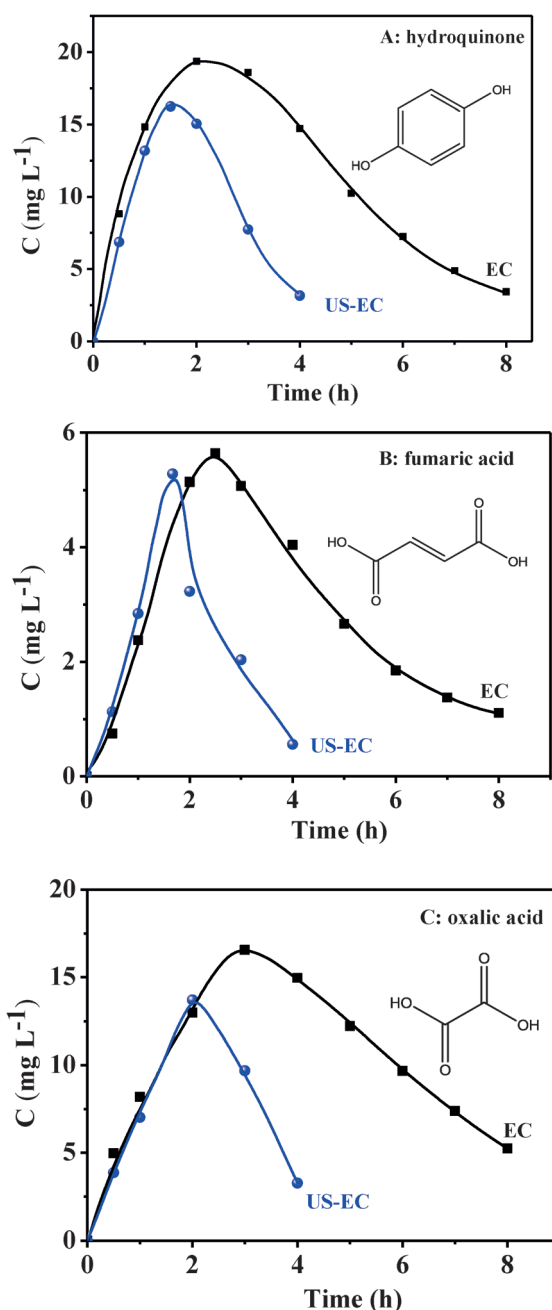 A: hydroquinone
OH
HO
EC
US-EC
C (mg L⁻¹)
20
15
10
5
0
0 2 4 6 8
Time (h)
B: fumaric acid
O
HO
OH
O
EC
US-EC
C (mg L⁻¹)
6
4
2
0
0 2 4 6 8
Time (h)
C: oxalic acid
O
HO
OH
O
EC
US-EC
C (mg L⁻¹)
20
15
10
5
0
0 2 4 6 8
Time (h)